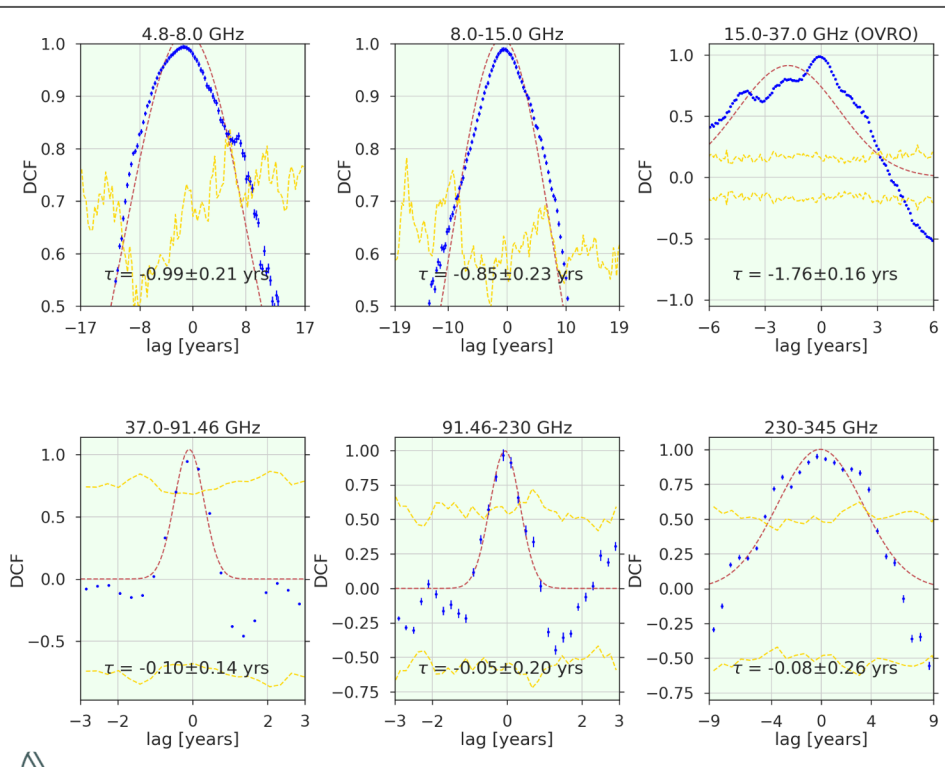 4.8-8.0 GHz
1.0
0.9
0.8
0.7
0.6
0.5
DCF
τ = -0.99±0.21 yrs
−17 −8 0 8 17
lag [years]
8.0-15.0 GHz
1.0
0.9
0.8
0.7
0.6
0.5
DCF
τ = -0.85±0.23 yrs
−19 −10 0 10 19
lag [years]
15.0-37.0 GHz (OVRO)
1.0
0.5
0.0
−0.5
−1.0
DCF
τ = -1.76±0.16 yrs
−6 −3 0 3 6
lag [years]
37.0-91.46 GHz
1.0
0.5
0.0
−0.5
DCF
τ = -0.10±0.14 yrs
−3 −2 0 2 3
lag [years]
91.46-230 GHz
1.00
0.75
0.50
0.25
0.00
−0.25
−0.50
−0.75
DCF
τ = -0.05±0.20 yrs
−3 −2 0 2 3
lag [years]
230-345 GHz
1.00
0.75
0.50
0.25
0.00
−0.25
−0.50
−0.75
DCF
τ = -0.08±0.26 yrs
−9 −4 0 4 9
lag [years]